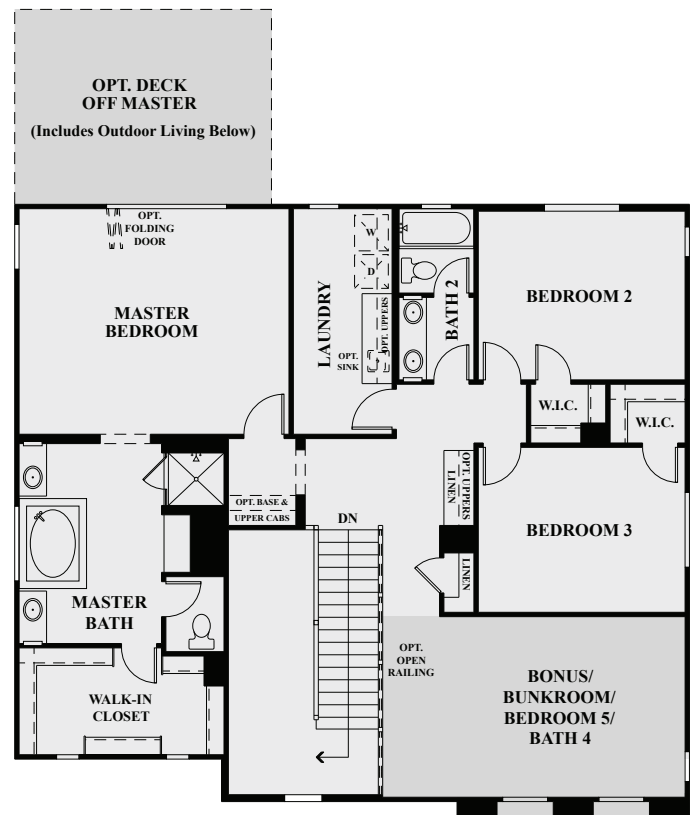 OPT. DECK
OFF MASTER
(Includes Outdoor Living Below)
OPT.
FOLDING
DOOR
MASTER
BEDROOM
LAUNDRY
W
D
OPT. UPPERS
OPT.
SINK
BATH 2
BEDROOM 2
W.I.C.
W.I.C.
OPT. BASE &
UPPER CABS
DN
OPT. UPPERS
LINEN
BEDROOM 3
LINEN
MASTER
BATH
OPT.
OPEN
RAILING
WALK-IN
CLOSET
BONUS/
BUNKROOM/
BEDROOM 5/
BATH 4